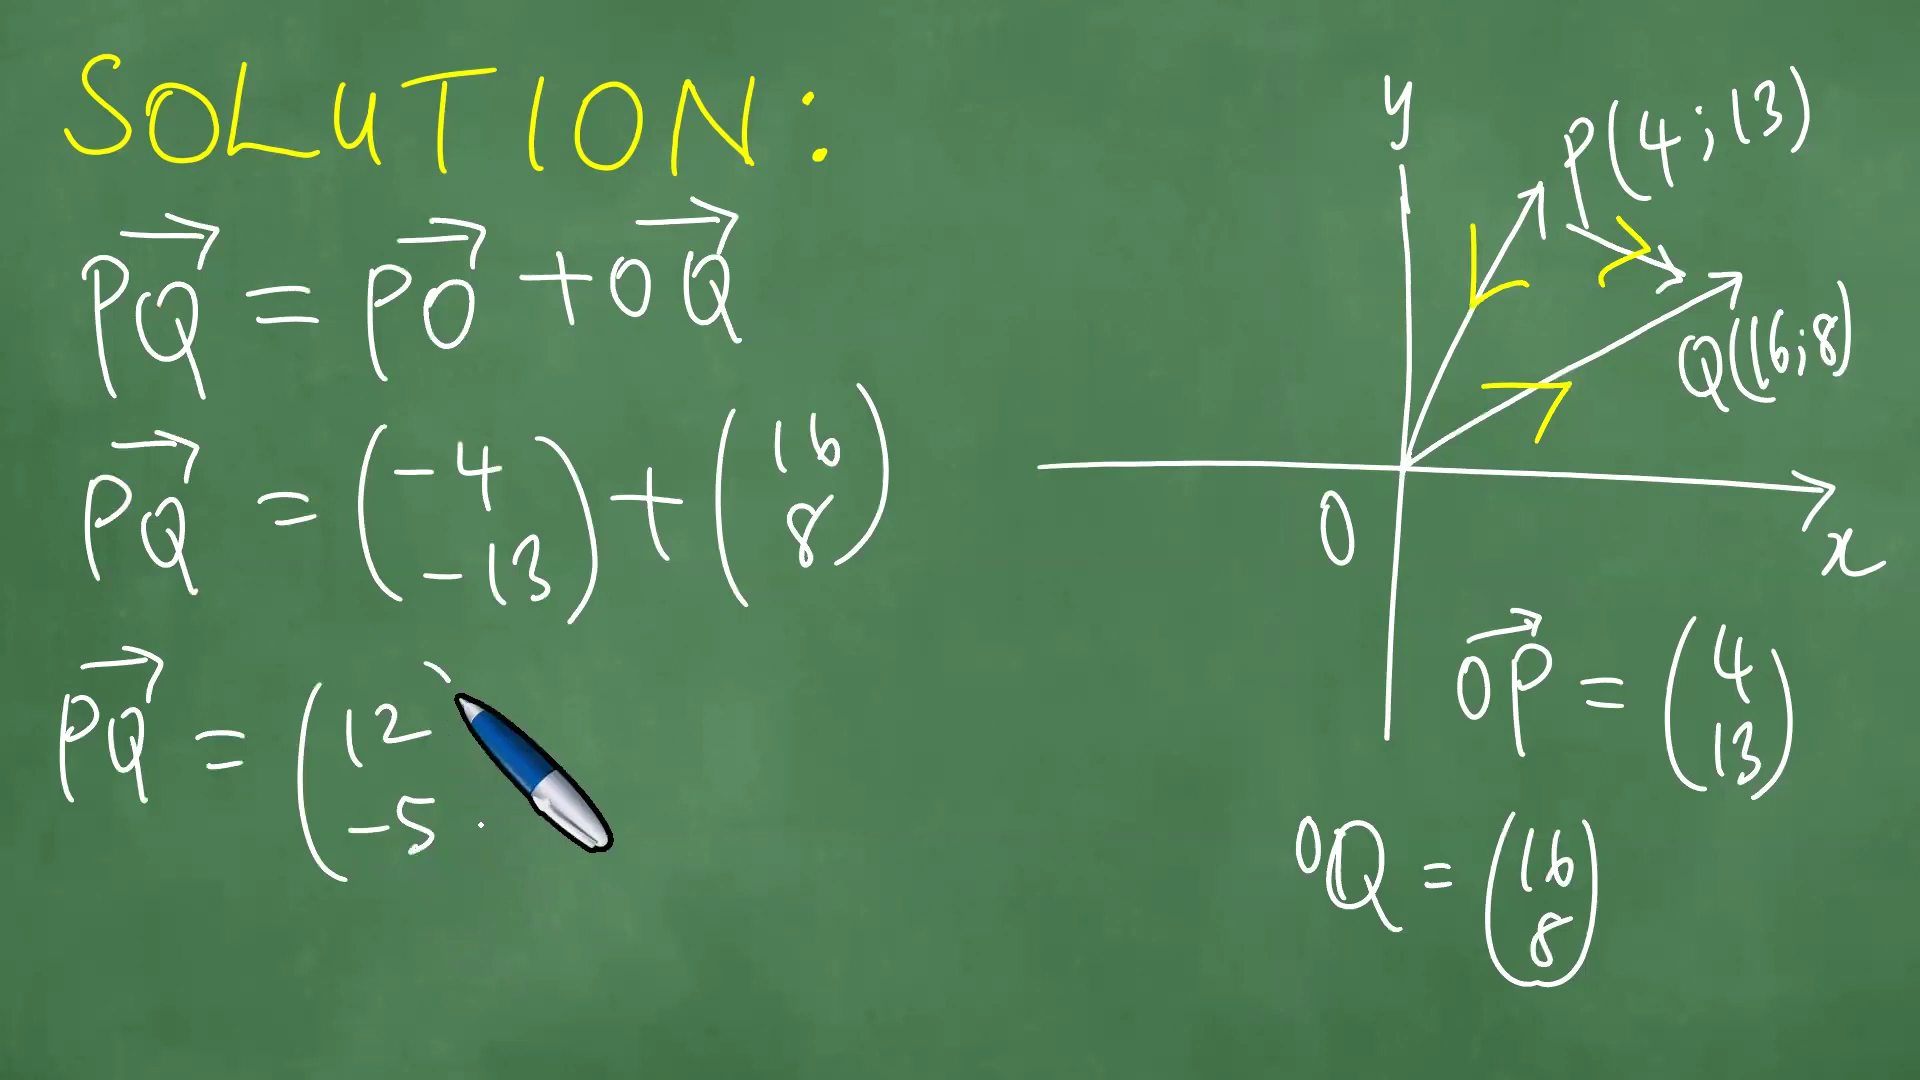 SOLUTION:
PQ = PO + OQ
PQ = (-4 -13) + (16 8)
PQ = (12 -5)
y
P(4;13)
Q(16;8)
0
x
OP = (4 13)
OQ = (16 8)